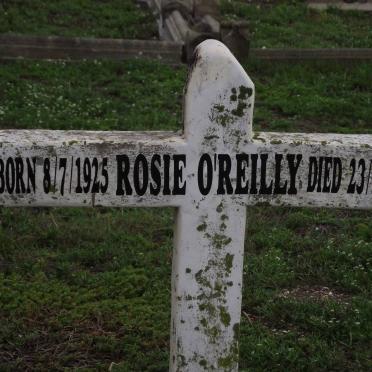 BORN 8/7/1925 ROSIE O'REILLY DIED 23/